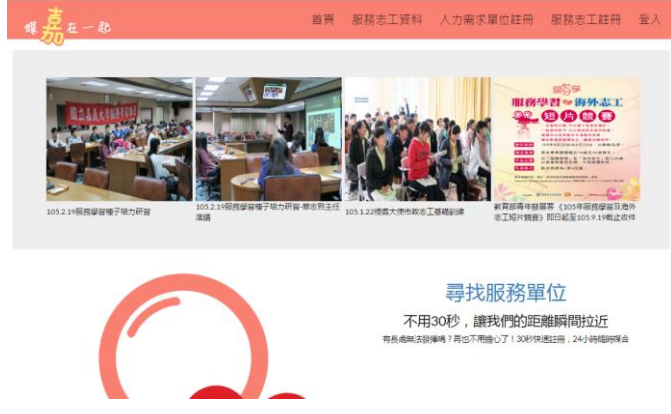 媒嘉在一起
首頁 服務志工資料 人力需求單位註冊 服務志工註冊 登入
服務學習 海外志工
短片競賽
105.2.19服務學習種子培力研習
105.2.19服務學習種子培力研習-鄭志熙主任
演講
105.1.22禮賓大使市政志工基礎訓練
教育部青年發展署《105年服務學習及海外
志工短片競賽》即日起至105.9.19截止收件
尋找服務單位
不用30秒，讓我們的距離瞬間拉近
有長處無法發揮嗎？再也不用擔心了！30秒快速註冊，24小時隨時媒合